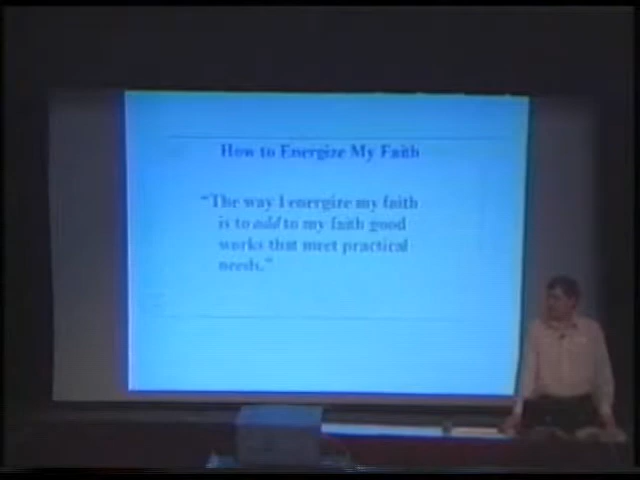 How to Energize My Faith
"The way I energize my faith
is to add to my faith good
works that meet practical
needs."